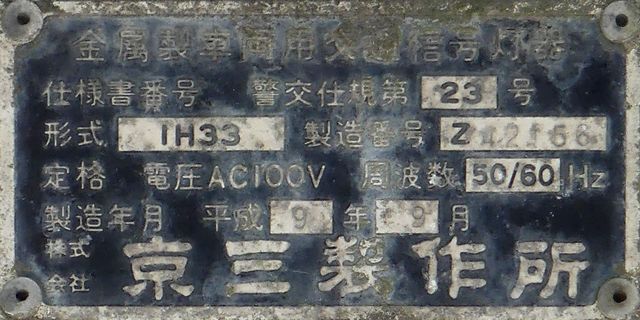 金属製車両用交通信号灯器
仕様書番号 警交仕規第 23 号
形式 1H33 製造番号 Z12156
定格 電圧AC100V 周波数 50/60 Hz
製造年月 平成 9 年 9 月
株式会社 京三製作所